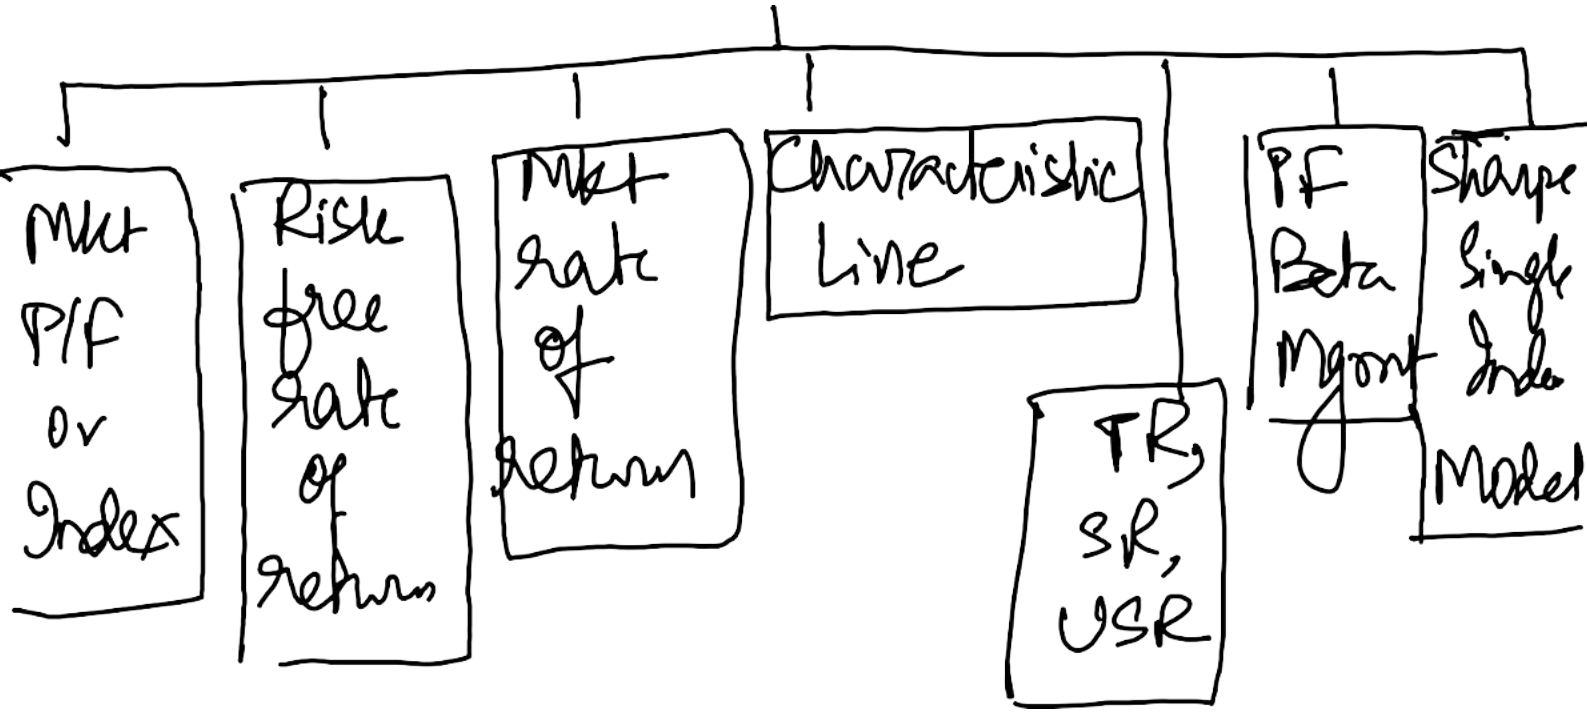 Mkt
P/F
or
Index
Risk
free
rate
of
return
Mkt
rate
of
return
Characteristic
Line
TR,
SR,
USR
PF
Beta
Mgmnt
Sharpe
Single
Index
Model